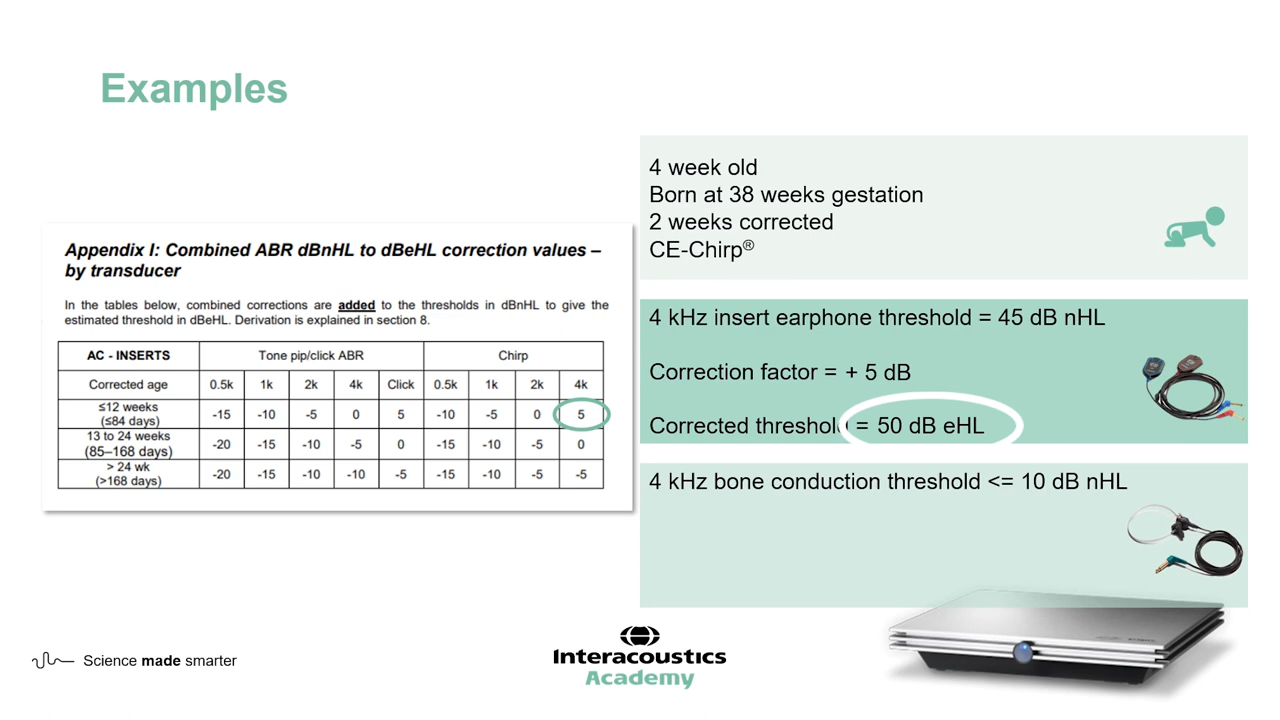 Examples
Appendix I: Combined ABR dBnHL to dBeHL correction values –
by transducer
In the tables below, combined corrections are added to the thresholds in dBnHL to give the
estimated threshold in dBeHL. Derivation is explained in section 8.
AC - INSERTS Tone pip/click ABR Chirp
Corrected age 0.5k 1k 2k 4k Click 0.5k 1k 2k 4k
≤12 weeks
(≤84 days) -15 -10 -5 0 5 -10 -5 0 5
13 to 24 weeks
(85–168 days) -20 -15 -10 -5 0 -15 -10 -5 0
> 24 wk
(>168 days) -20 -15 -10 -10 -5 -15 -10 -5 -5
4 week old
Born at 38 weeks gestation
2 weeks corrected
CE-Chirp®
4 kHz insert earphone threshold = 45 dB nHL
Correction factor = + 5 dB
Corrected threshold = 50 dB eHL
4 kHz bone conduction threshold <= 10 dB nHL
Science made smarter
Interacoustics
Academy